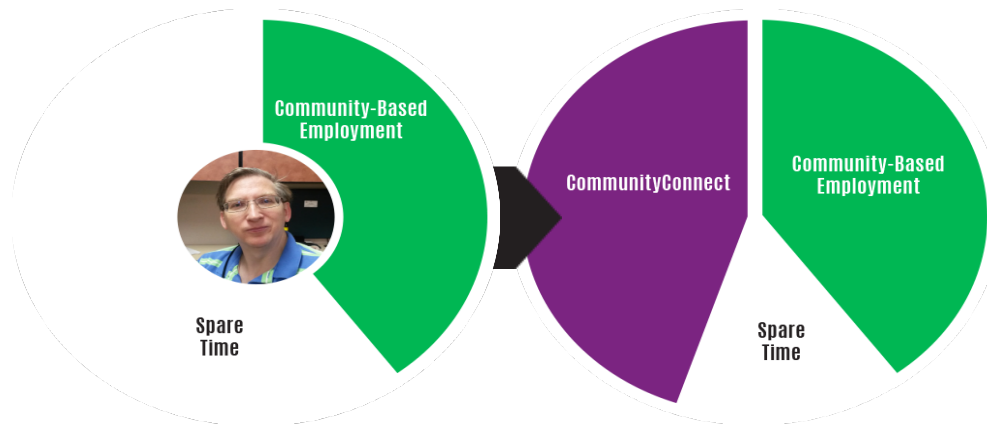 Community-Based
Employment
Spare
Time
CommunityConnect
Community-Based
Employment
Spare
Time